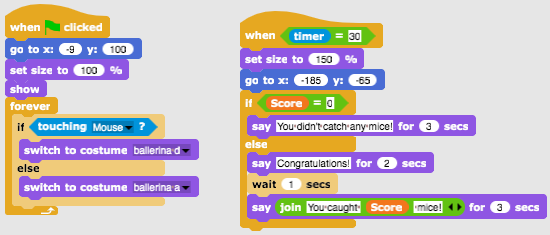 when clicked
go to x: -9 y: 100
set size to 100 %
show
forever
if touching Mouse ?
switch to costume ballerina d
else
switch to costume ballerina a
when timer = 30
set size to 150 %
go to x: -185 y: -65
if Score = 0
say You·didn't·catch·any·mice! for 3 secs
else
say Congratulations! for 2 secs
wait 1 secs
say join You·caught· Score ·mice! for 3 secs